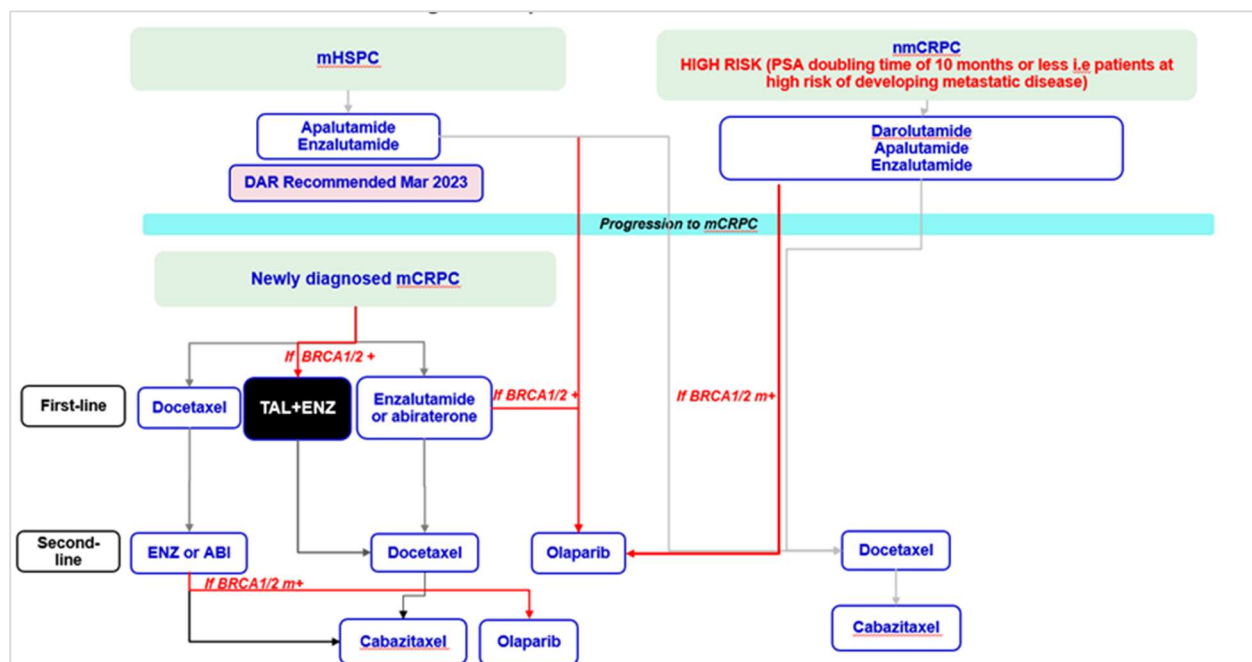 mHSPC
nmCRPC
HIGH RISK (PSA doubling time of 10 months or less i.e patients at
high risk of developing metastatic disease)
Apalutamide
Enzalutamide
Darolutamide
Apalutamide
Enzalutamide
DAR Recommended Mar 2023
Progression to mCRPC
Newly diagnosed mCRPC
If BRCA1/2 +
First-line
Docetaxel
TAL+ENZ
Enzalutamide
or abiraterone
If BRCA1/2 +
If BRCA1/2 m+
Second-
line
ENZ or ABI
Docetaxel
Olaparib
Docetaxel
If BRCA1/2 m+
Cabazitaxel
Olaparib
Cabazitaxel